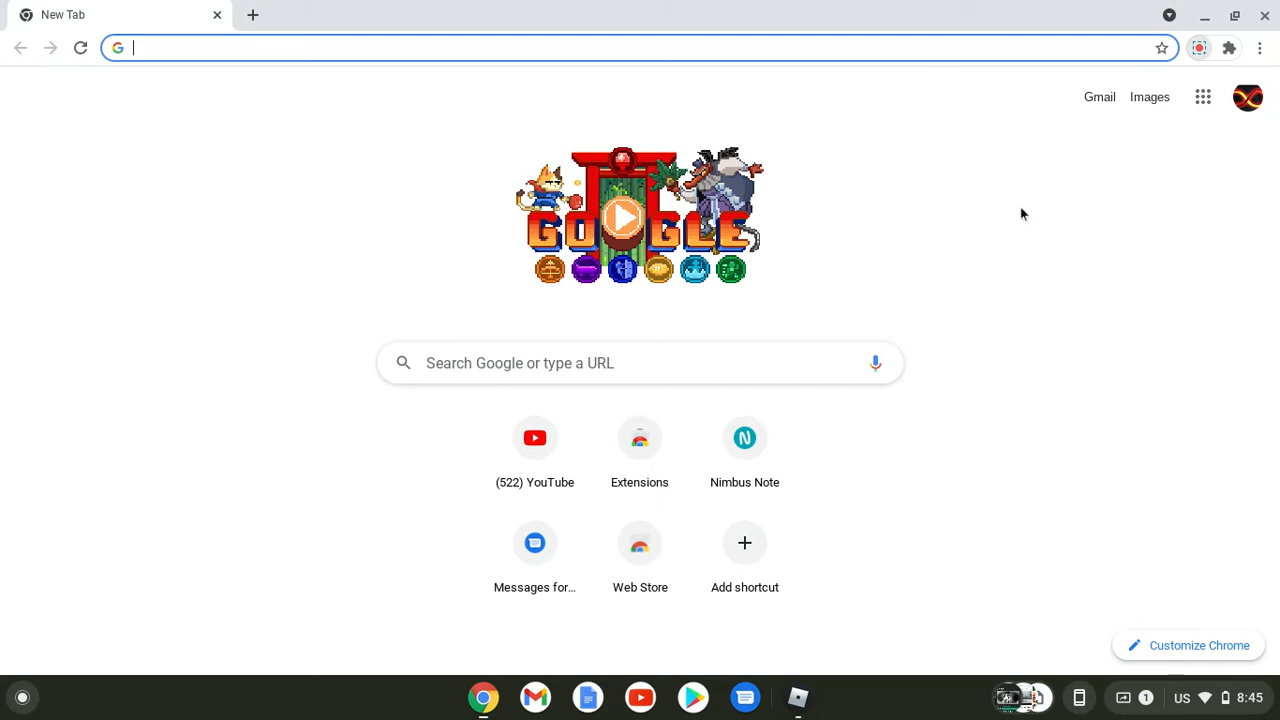 New Tab
Gmail Images
GOOGLE
Search Google or type a URL
(522) YouTube Extensions Nimbus Note
Messages for... Web Store Add shortcut
Customize Chrome
1 US 8:45